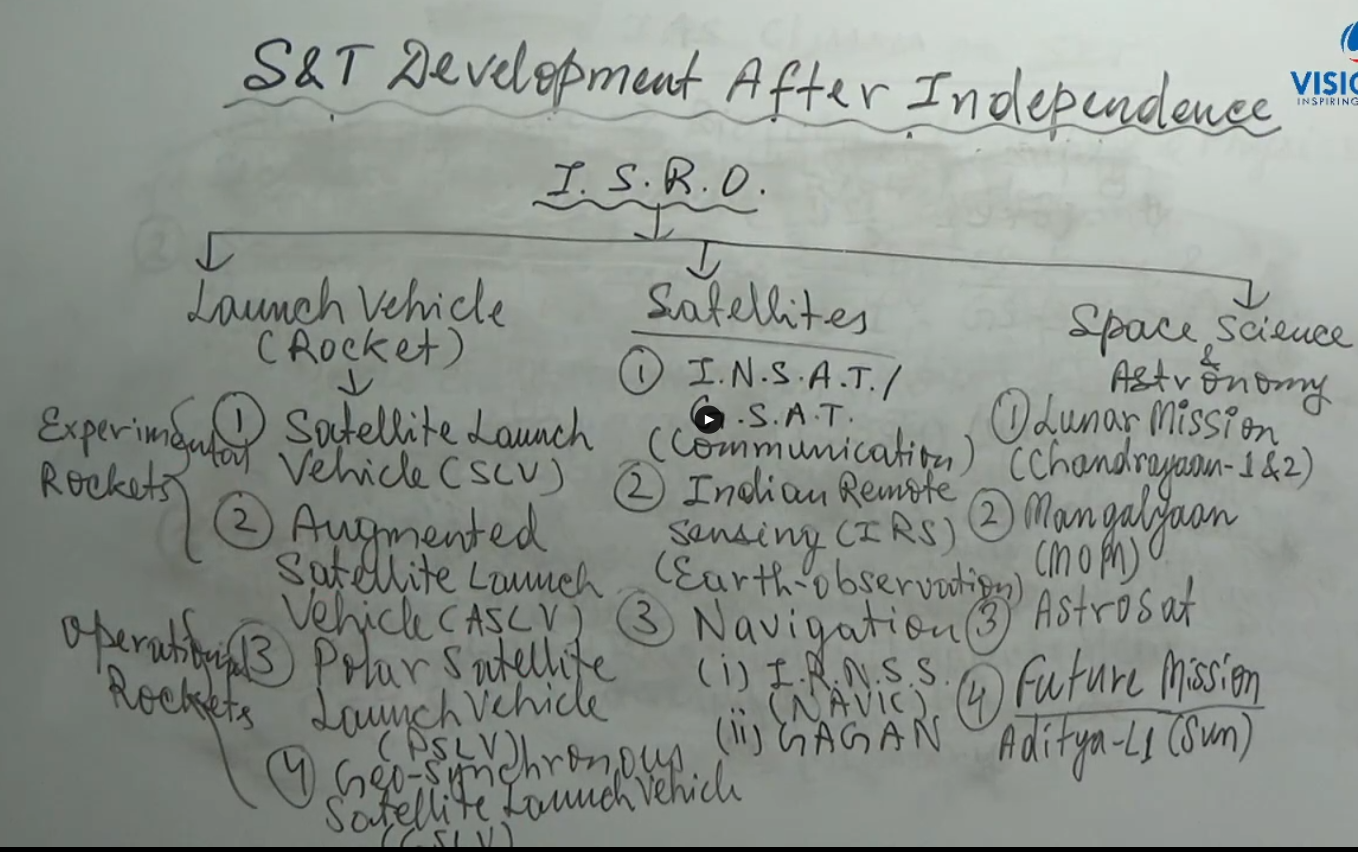 S&T Development After Independence
VISIO
INSPIRING
I. S. R. O.
Launch Vehicle
(Rocket)
Experimental
Rockets
① Satellite Launch
Vehicle (SLV)
② Augmented
Satellite Launch
Vehicle (ASLV)
Operational
Rockets
③ Polar Satellite
Launch Vehicle
(PSLV)
④ Geo-Synchronous
Satellite Launch Vehicle
(GSLV)
Satellites
① I.N.S.A.T. /
G.S.A.T.
(Communication)
② Indian Remote
Sensing (IRS)
(Earth-observation)
③ Navigation
(i) I.R.N.S.S.
(NAVIC)
(ii) GAGAN
Space Science
&
Astronomy
① Lunar Mission
(Chandrayaan-1&2)
② Mangalyaan
(MOM)
③ Astrosat
④ Future Mission
Aditya-L1 (Sun)